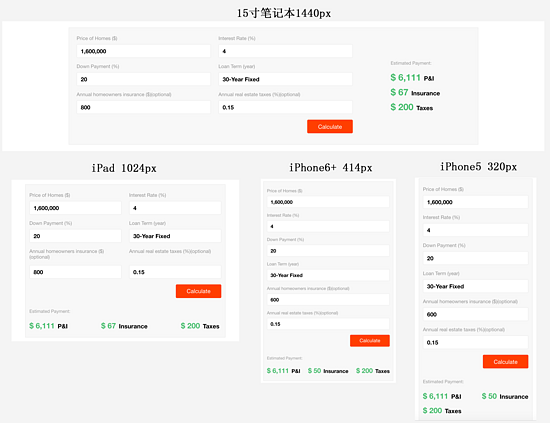 15寸笔记本1440px
Price of Homes ($)
Interest Rate (%)
1,600,000
4
Down Payment (%)
Loan Term (year)
20
30-Year Fixed
Annual homeowners insurance ($)(optional)
Annual real estate taxes (%)(optional)
800
0.15
Calculate
Estimated Payment:
$ 6,111 P&I
$ 67 Insurance
$ 200 Taxes
iPad 1024px
Price of Homes ($)
Interest Rate (%)
1,600,000
4
Down Payment (%)
Loan Term (year)
20
30-Year Fixed
Annual homeowners insurance ($)
(optional)
Annual real estate taxes (%)(optional)
800
0.15
Calculate
Estimated Payment:
$ 6,111 P&I
$ 67 Insurance
$ 200 Taxes
iPhone6+ 414px
Price of Homes ($)
1,600,000
Interest Rate (%)
4
Down Payment (%)
20
Loan Term (year)
30-Year Fixed
Annual homeowners insurance ($)(optional)
600
Annual real estate taxes (%)(optional)
0.15
Calculate
Estimated Payment:
$ 6,111 P&I
$ 50 Insurance
$ 200 Taxes
iPhone5 320px
Price of Homes ($)
1,600,000
Interest Rate (%)
4
Down Payment (%)
20
Loan Term (year)
30-Year Fixed
Annual homeowners insurance ($)(optional)
600
Annual real estate taxes (%)(optional)
0.15
Calculate
Estimated Payment:
$ 6,111 P&I
$ 50 Insurance
$ 200 Taxes